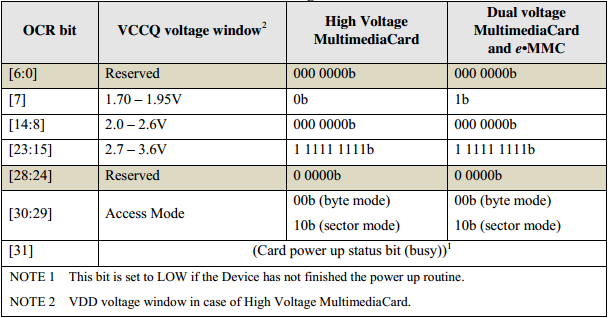 OCR bit VCCQ voltage window2 High Voltage MultimediaCard Dual voltage MultimediaCard and e•MMC
[6:0] Reserved 000 0000b 000 0000b
[7] 1.70 – 1.95V 0b 1b
[14:8] 2.0 – 2.6V 000 0000b 000 0000b
[23:15] 2.7 – 3.6V 1 1111 1111b 1 1111 1111b
[28:24] Reserved 0 0000b 0 0000b
[30:29] Access Mode 00b (byte mode) 00b (byte mode)
10b (sector mode) 10b (sector mode)
[31] (Card power up status bit (busy))1
NOTE 1 This bit is set to LOW if the Device has not finished the power up routine.
NOTE 2 VDD voltage window in case of High Voltage MultimediaCard.